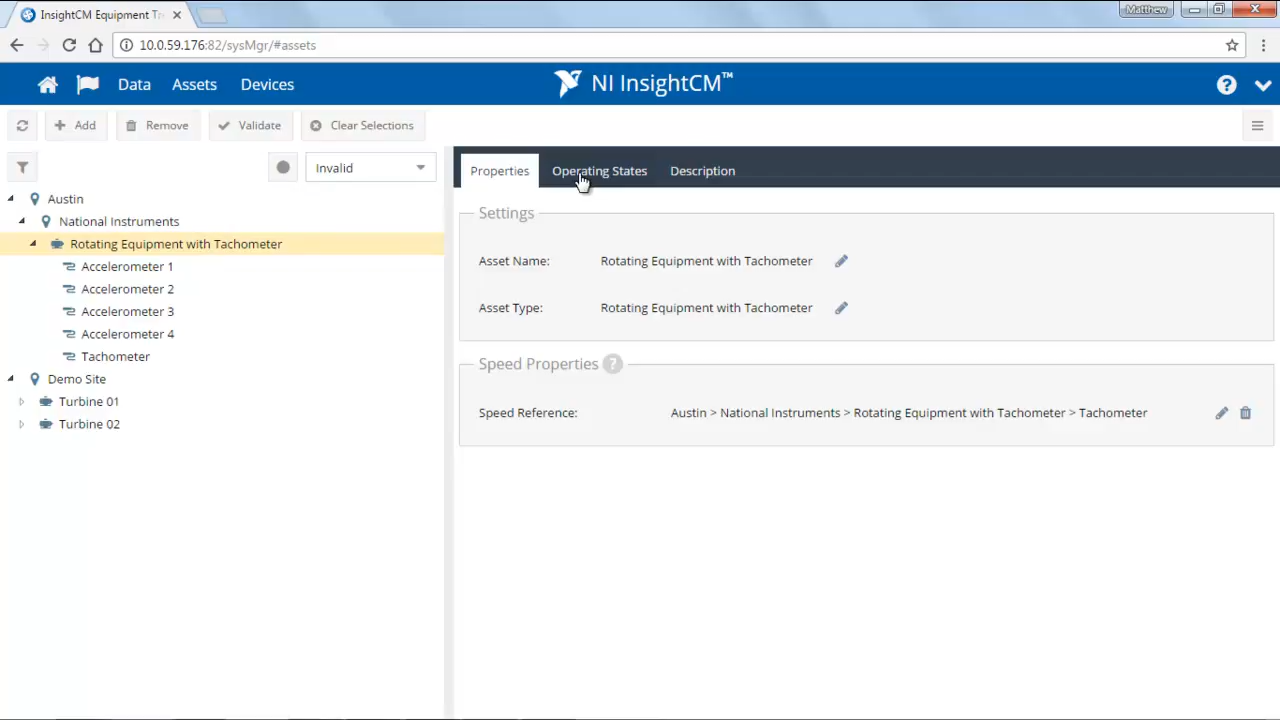 InsightCM Equipment Tr
Matthew
10.0.59.176:82/sysMgr/#assets
Data Assets Devices NI InsightCM™ ?
Add Remove Validate Clear Selections
Invalid
Properties Operating States Description
Austin
National Instruments
Rotating Equipment with Tachometer
Accelerometer 1
Accelerometer 2
Accelerometer 3
Accelerometer 4
Tachometer
Demo Site
Turbine 01
Turbine 02
Settings
Asset Name: Rotating Equipment with Tachometer
Asset Type: Rotating Equipment with Tachometer
Speed Properties ?
Speed Reference: Austin > National Instruments > Rotating Equipment with Tachometer > Tachometer